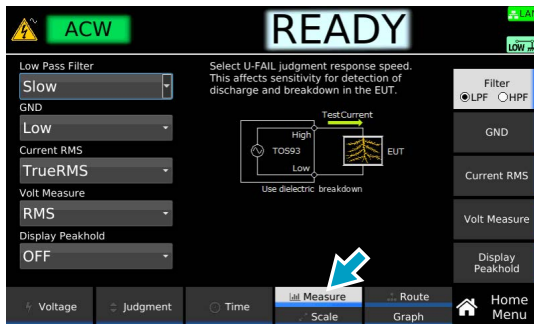 ACW
READY
LAN
LOW
Low Pass Filter
Slow
GND
Low
Current RMS
TrueRMS
Volt Measure
RMS
Display Peakhold
OFF
Select U-FAIL judgment response speed.
This affects sensitivity for detection of
discharge and breakdown in the EUT.
TestCurrent
High
TOS93
EUT
Low
Use dielectric breakdown
Filter
LPF HPF
GND
Current RMS
Volt Measure
Display
Peakhold
Voltage
Judgment
Time
Measure
Scale
Route
Graph
Home
Menu